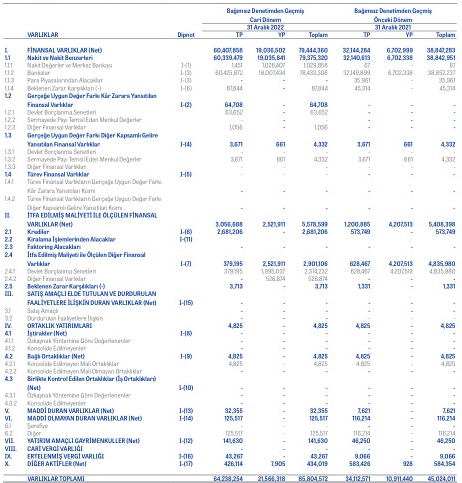 Bağımsız Denetimden Geçmiş Bağımsız Denetimden Geçmiş
Cari Dönem Önceki Dönem
31 Aralık 2022 31 Aralık 2021
VARLIKLAR Dipnot TP YP Toplam TP YP Toplam
I. FİNANSAL VARLIKLAR (Net) 60,407,858 19,036,502 79,444,360 32,144,284 6,702,999 38,847,283
1.1 Nakit ve Nakit Benzerleri 60,339,479 19,035,841 79,375,320 32,140,613 6,702,338 38,842,951
1.1.1 Nakit Değerler ve Merkez Bankası I-(1) 1,431 1,028,407 1,029,838 67 - 67
1.1.2 Bankalar I-(3) 60,425,872 18,007,434 78,433,306 32,149,899 6,702,338 38,852,237
1.1.3 Para Piyasalarından Alacaklar I-(3) - - - 35,961 - 35,961
1.1.4 Beklenen Zarar Karşılıkları (-) I-(6) 87,844 - 87,844 45,314 - 45,314
1.2 Gerçeğe Uygun Değer Farkı Kâr Zarara Yansıtılan
Finansal Varlıklar I-(2) 64,708 - 64,708 - - -
1.2.1 Devlet Borçlanma Senetleri 63,652 - 63,652 - - -
1.2.2 Sermayede Payı Temsil Eden Menkul Değerler - - - - - -
1.2.3 Diğer Finansal Varlıklar 1,056 - 1,056 - - -
1.3 Gerçeğe Uygun Değer Farkı Diğer Kapsamlı Gelire
Yansıtılan Finansal Varlıklar I-(4) 3,671 661 4,332 3,671 661 4,332
1.3.1 Devlet Borçlanma Senetleri - - - - - -
1.3.2 Sermayede Payı Temsil Eden Menkul Değerler 3,671 661 4,332 3,671 661 4,332
1.3.3 Diğer Finansal Varlıklar - - - - - -
1.4 Türev Finansal Varlıklar I-(5) - - - - - -
1.4.1 Türev Finansal Varlıkların Gerçeğe Uygun Değer Farkı
Kâr Zarara Yansıtılan Kısmı - - - - - -
1.4.2 Türev Finansal Varlıkların Gerçeğe Uygun Değer Farkı
Diğer Kapsamlı Gelire Yansıtılan Kısmı - - - - - -
II. İTFA EDİLMİŞ MALİYETİ İLE ÖLÇÜLEN FİNANSAL
VARLIKLAR (Net) 3,056,688 2,521,911 5,578,599 1,200,885 4,207,513 5,408,398
2.1 Krediler I-(6) 2,681,206 - 2,681,206 573,749 - 573,749
2.2 Kiralama İşlemlerinden Alacaklar I-(11) - - - - - -
2.3 Faktoring Alacakları - - - - - -
2.4 İtfa Edilmiş Maliyeti ile Ölçülen Diğer Finansal
Varlıklar I-(7) 379,195 2,521,911 2,901,106 628,467 4,207,513 4,835,980
2.4.1 Devlet Borçlanma Senetleri 379,195 1,995,037 2,374,232 628,467 4,207,513 4,835,980
2.4.2 Diğer Finansal Varlıklar - 526,874 526,874 - - -
2.5 Beklenen Zarar Karşılıkları (-) 3,713 - 3,713 1,331 - 1,331
III. SATIŞ AMAÇLI ELDE TUTULAN VE DURDURULAN
FAALİYETLERE İLİŞKİN DURAN VARLIKLAR (Net) I-(15) - - - - - -
3.1 Satış Amaçlı - - - - - -
3.2 Durdurulan Faaliyetlere İlişkin - - - - - -
IV. ORTAKLIK YATIRIMLARI 4,825 - 4,825 4,825 - 4,825
4.1 İştirakler (Net) I-(8) - - - - - -
4.1.1 Özkaynak Yöntemine Göre Değerlenenler - - - - - -
4.1.2 Konsolide Edilmeyenler - - - - - -
4.2 Bağlı Ortaklıklar (Net) I-(9) 4,825 - 4,825 4,825 - 4,825
4.2.1 Konsolide Edilmeyen Mali Ortaklıklar 4,825 - 4,825 4,825 - 4,825
4.2.2 Konsolide Edilmeyen Mali Olmayan Ortaklıklar - - - - - -
4.3 Birlikte Kontrol Edilen Ortaklıklar (İş Ortaklıkları)
(Net) I-(10) - - - - - -
4.3.1 Özkaynak Yöntemine Göre Değerlenenler - - - - - -
4.3.2 Konsolide Edilmeyenler - - - - - -
V. MADDİ DURAN VARLIKLAR (Net) I-(13) 32,355 - 32,355 7,621 - 7,621
VI. MADDİ OLMAYAN DURAN VARLIKLAR (Net) I-(14) 125,517 - 125,517 116,214 - 116,214
6.1 Şerefiye - - - - - -
6.2 Diğer 125,517 - 125,517 116,214 - 116,214
VII. YATIRIM AMAÇLI GAYRİMENKULLER (Net) I-(12) 141,630 - 141,630 46,250 - 46,250
VIII. CARİ VERGİ VARLIĞI - - - - - -
IX. ERTELENMİŞ VERGİ VARLIĞI I-(16) 43,267 - 43,267 9,066 - 9,066
X. DİĞER AKTİFLER (Net) I-(17) 426,114 7,905 434,019 583,426 928 584,354
VARLIKLAR TOPLAMI 64,238,254 21,566,318 85,804,572 34,112,571 10,911,440 45,024,011